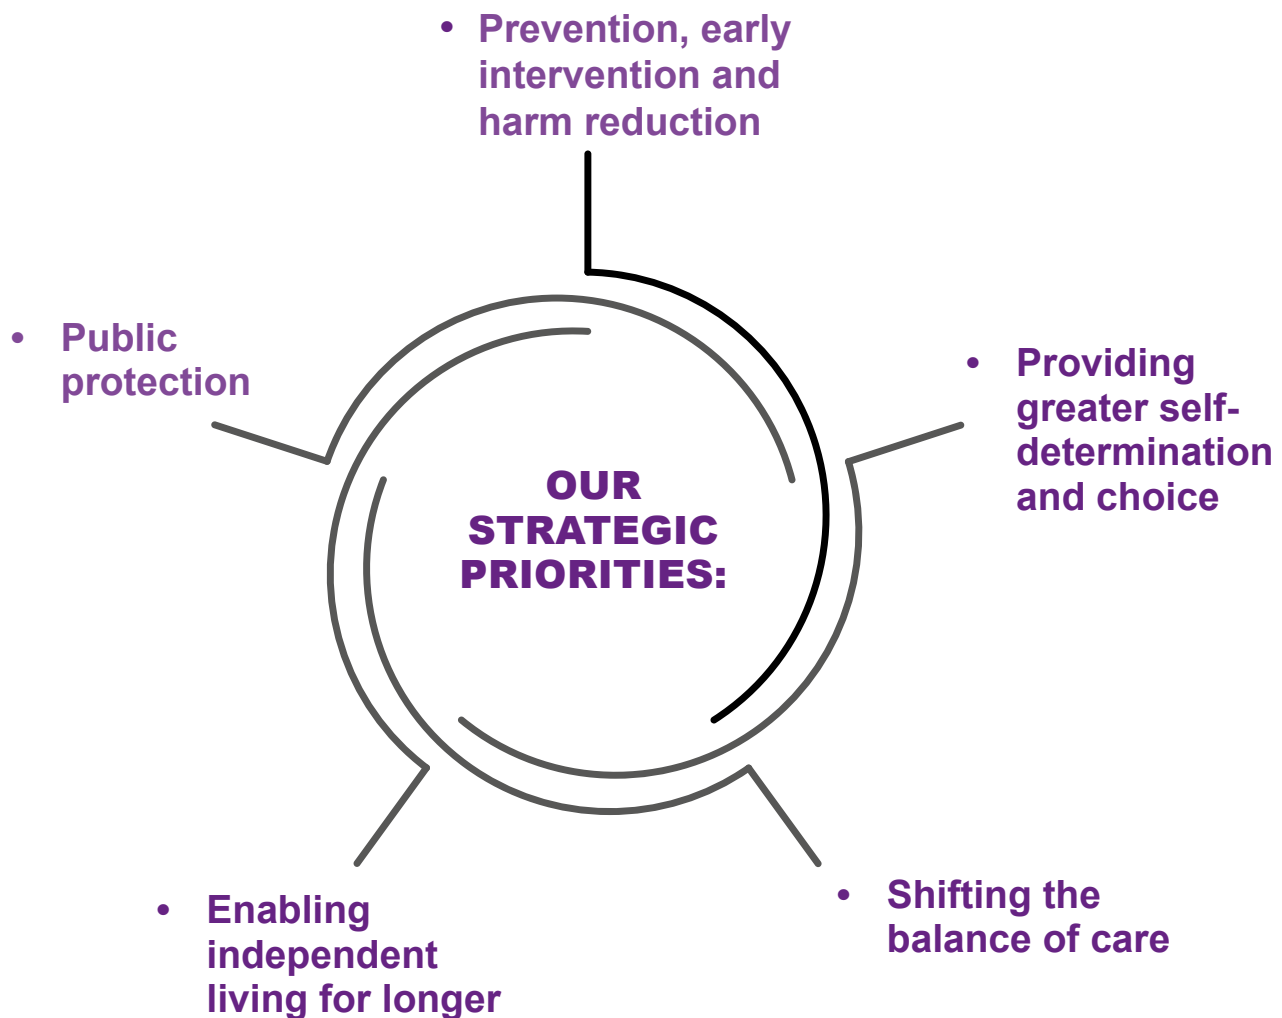 • Prevention, early
intervention and
harm reduction
• Public
protection
• Providing
greater self-
determination
and choice
OUR
STRATEGIC
PRIORITIES:
• Shifting the
balance of care
• Enabling
independent
living for longer